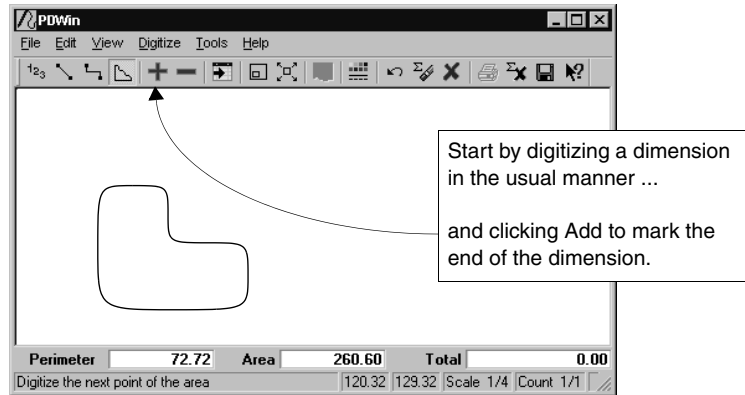 PDWin
File Edit View Digitize Tools Help
123
Start by digitizing a dimension
in the usual manner ...
and clicking Add to mark the
end of the dimension.
Perimeter 72.72 Area 260.60 Total 0.00
Digitize the next point of the area 120.32 129.32 Scale 1/4 Count 1/1